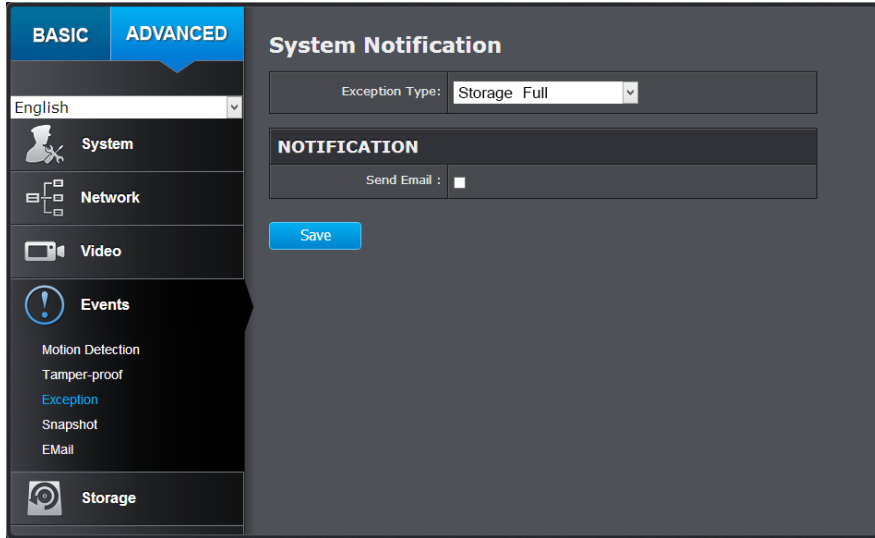 BASIC ADVANCED
English
System
Network
Video
Events
Motion Detection
Tamper-proof
Exception
Snapshot
EMail
Storage
System Notification
Exception Type: Storage Full
NOTIFICATION
Send Email :
Save